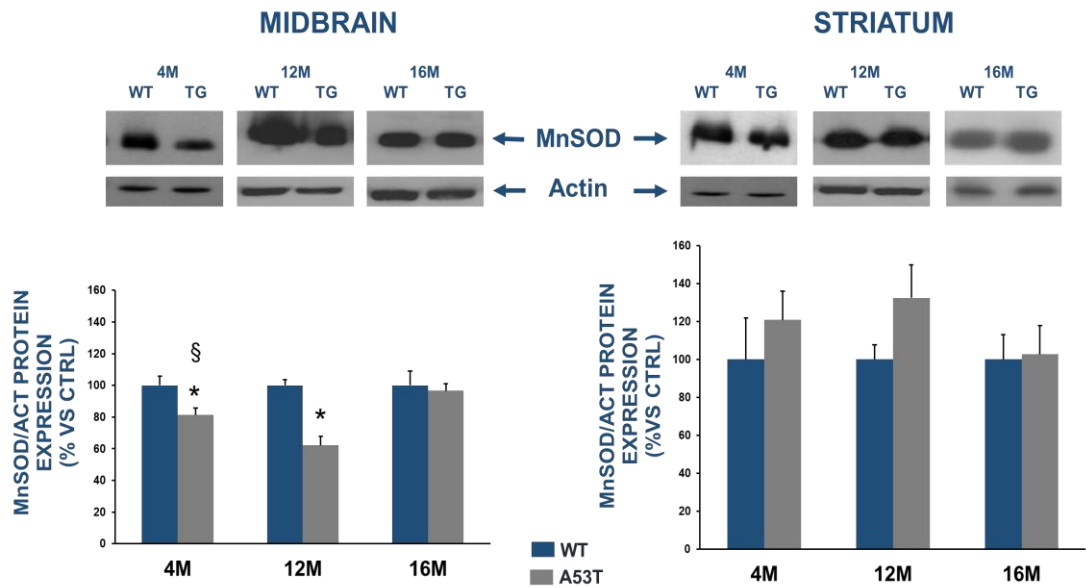 MIDBRAIN STRIATUM
4M 12M 16M 4M 12M 16M
WT TG WT TG WT TG WT TG WT TG WT TG
MnSOD
Actin
MnSOD/ACT PROTEIN
EXPRESSION
(% VS CTRL)
160
140
120
100
80
60
40
20
0
§
*
*
4M 12M 16M
WT
A53T
MnSOD/ACT PROTEIN
EXPRESSION
(%VS CTRL)
160
140
120
100
80
60
40
20
0
4M 12M 16M